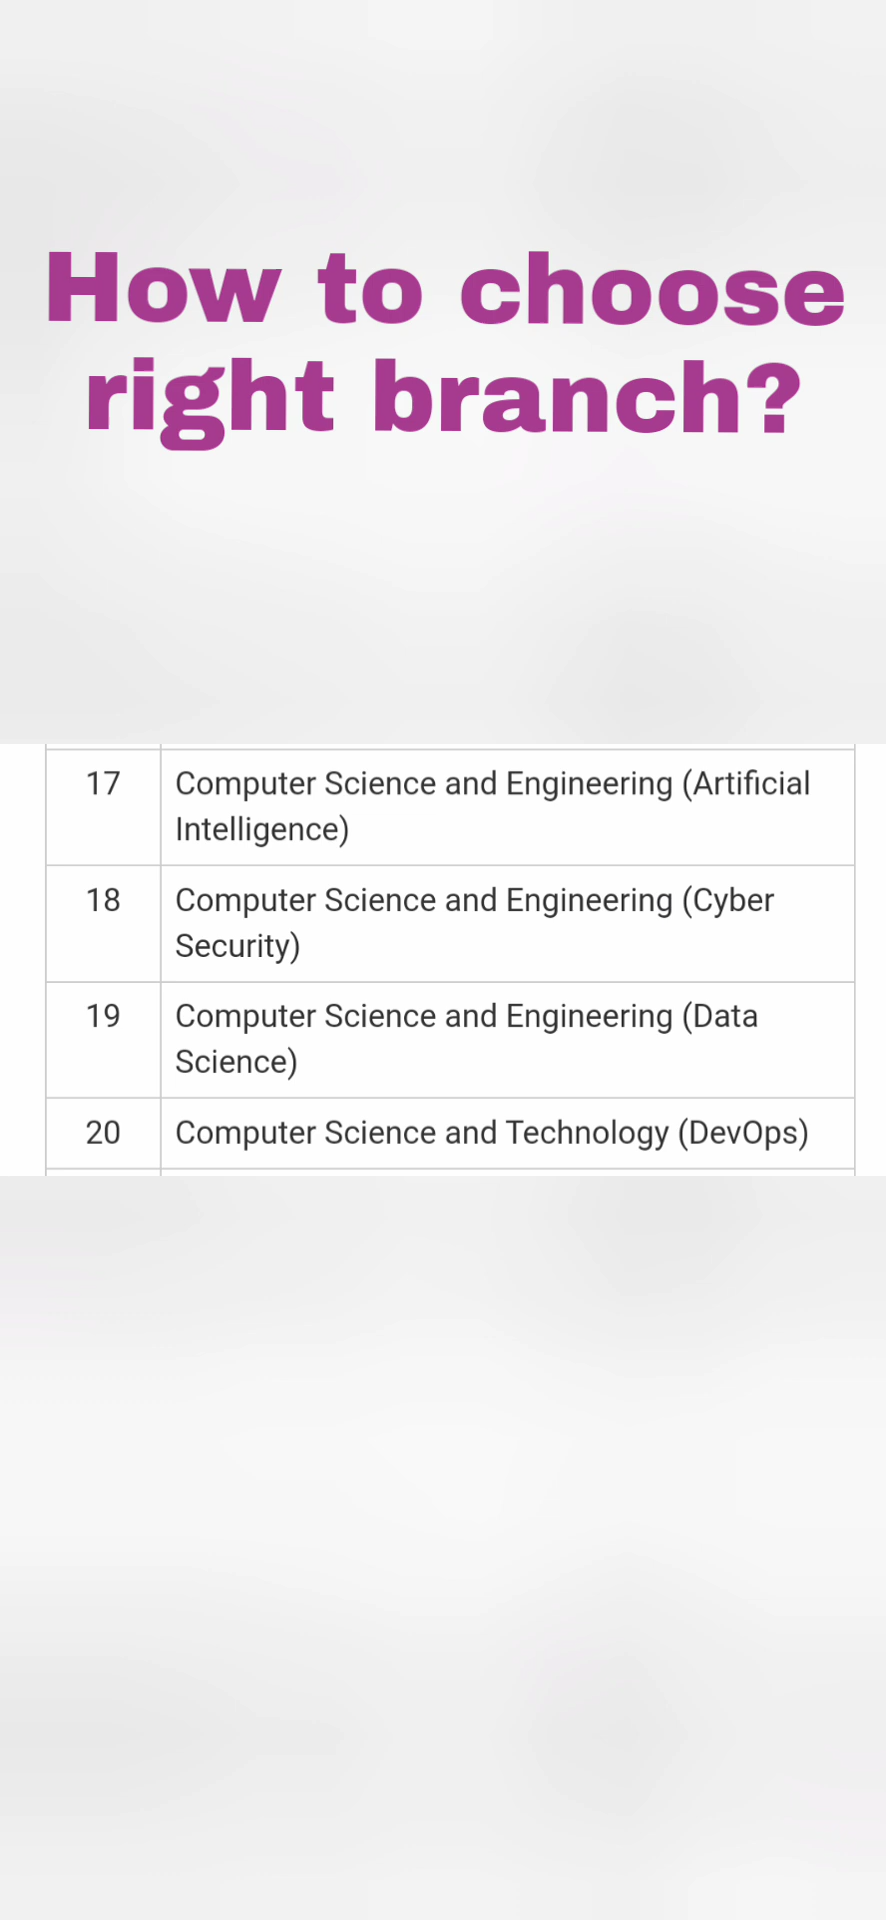 How to choose
right branch?
17 Computer Science and Engineering (Artificial
Intelligence)
18 Computer Science and Engineering (Cyber
Security)
19 Computer Science and Engineering (Data
Science)
20 Computer Science and Technology (DevOps)